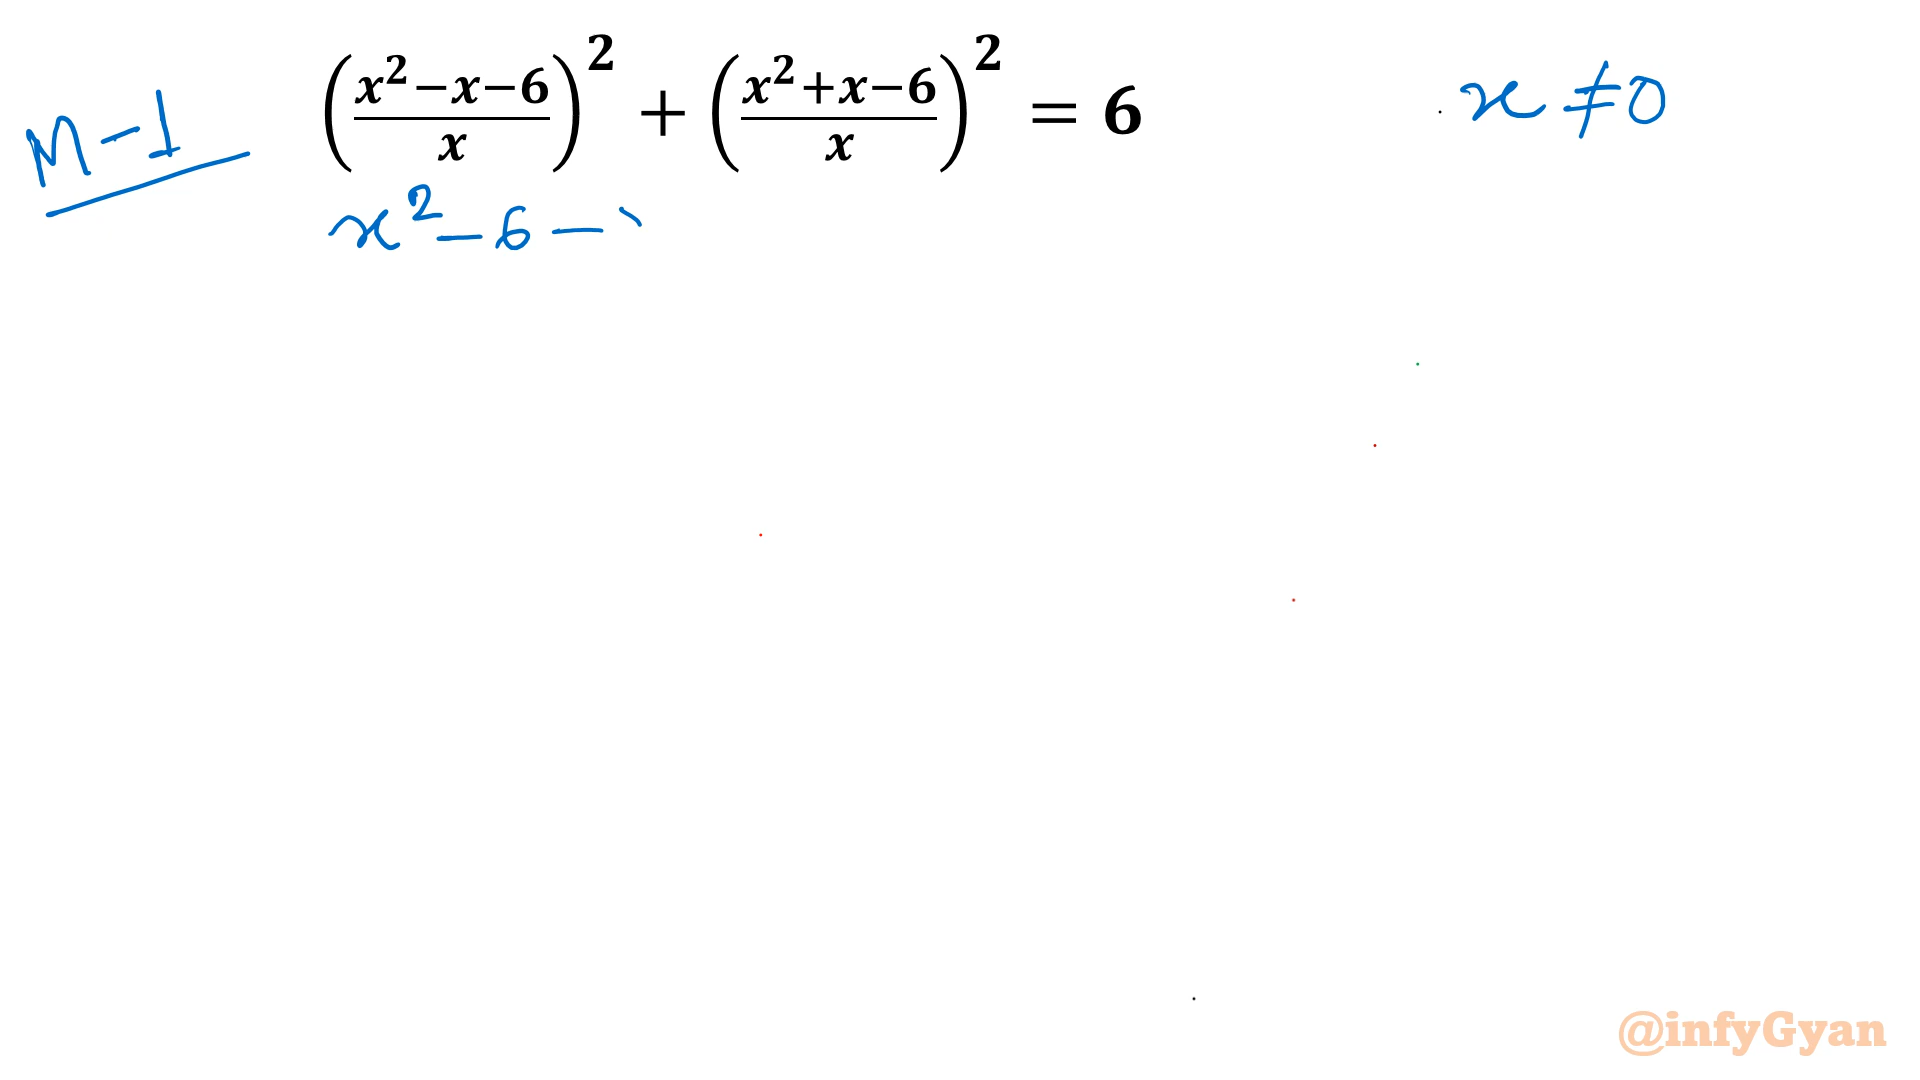 M-1
(x²-x-6/x)² + (x²+x-6/x)² = 6
x ≠ 0
x² - 6 -
@infyGyan